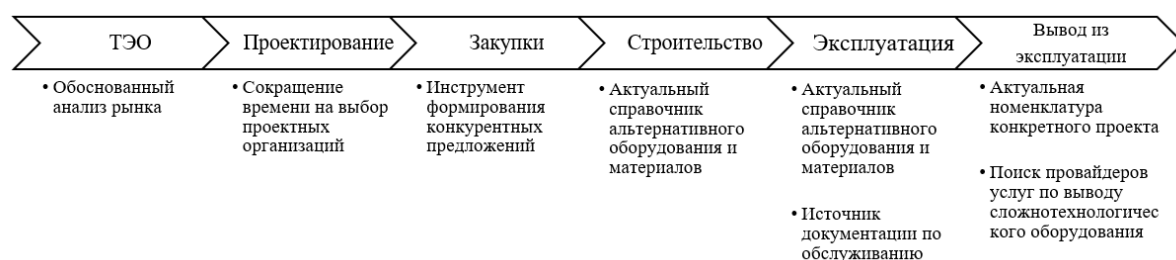 ТЭО
Проектирование
Закупки
Строительство
Эксплуатация
Вывод из
эксплуатации
• Обоснованный
анализ рынка
• Сокращение
времени на выбор
проектных
организаций
• Инструмент
формирования
конкурентных
предложений
• Актуальный
справочник
альтернативного
оборудования и
материалов
• Актуальный
справочник
альтернативного
оборудования и
материалов
• Источник
документации по
обслуживанию
• Актуальная
номенклатура
конкретного проекта
• Поиск провайдеров
услуг по выводу
сложнотехнологичес
кого оборудования